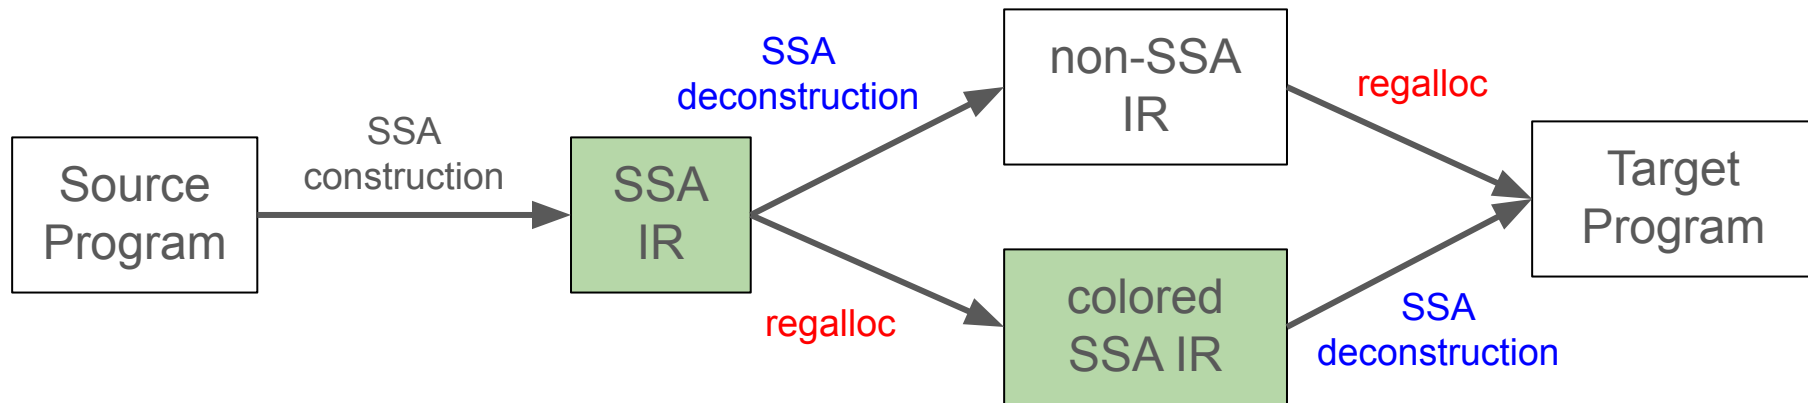 Source
Program
SSA
construction
SSA
IR
SSA
deconstruction
non-SSA
IR
regalloc
regalloc
colored
SSA IR
SSA
deconstruction
Target
Program